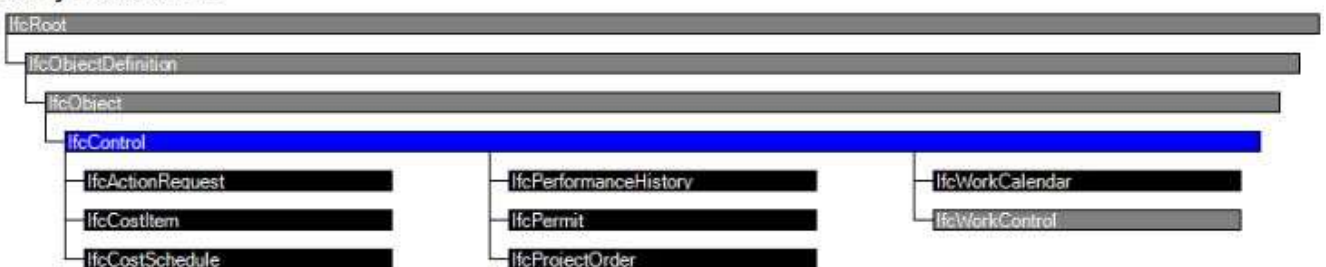 IfcRoot
IfcObjectDefinition
IfcObject
IfcControl
IfcActionRequest
IfcPerformanceHistory
IfcWorkCalendar
IfcCostItem
IfcPermit
IfcWorkControl
IfcCostSchedule
IfcProjectOrder